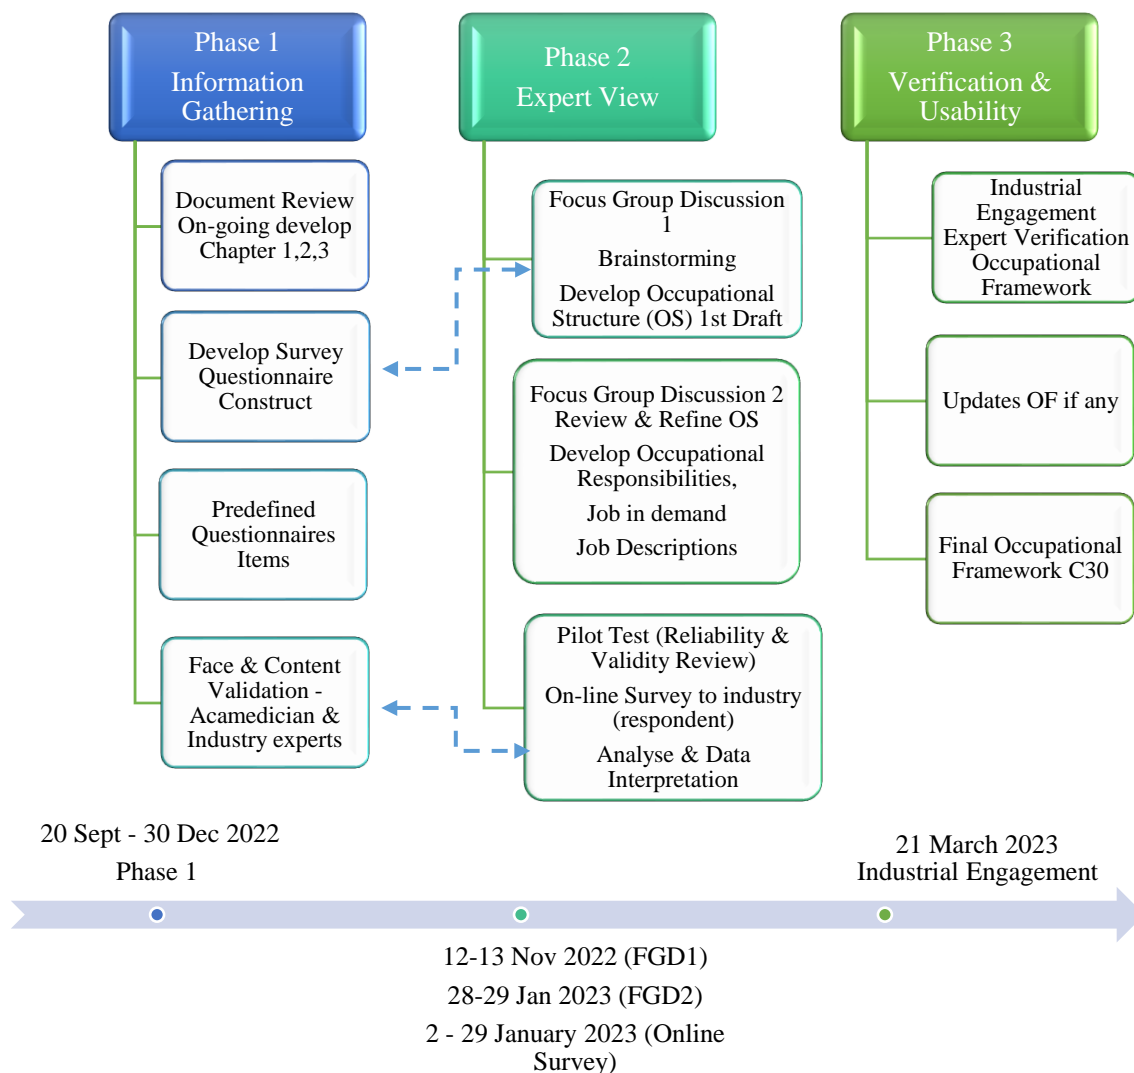 Phase 1
Information
Gathering
Document Review
On-going develop
Chapter 1,2,3
Develop Survey
Questionnaire
Construct
Predefined
Questionnaires
Items
Face & Content
Validation -
Acamedician &
Industry experts
Phase 2
Expert View
Focus Group Discussion
1
Brainstorming
Develop Occupational
Structure (OS) 1st Draft
Focus Group Discussion 2
Review & Refine OS
Develop Occupational
Responsibilities,
Job in demand
Job Descriptions
Pilot Test (Reliability &
Validity Review)
On-line Survey to industry
(respondent)
Analyse & Data
Interpretation
Phase 3
Verification &
Usability
Industrial
Engagement
Expert Verification
Occupational
Framework
Updates OF if any
Final Occupational
Framework C30
20 Sept - 30 Dec 2022
Phase 1
12-13 Nov 2022 (FGD1)
28-29 Jan 2023 (FGD2)
2 - 29 January 2023 (Online
Survey)
21 March 2023
Industrial Engagement